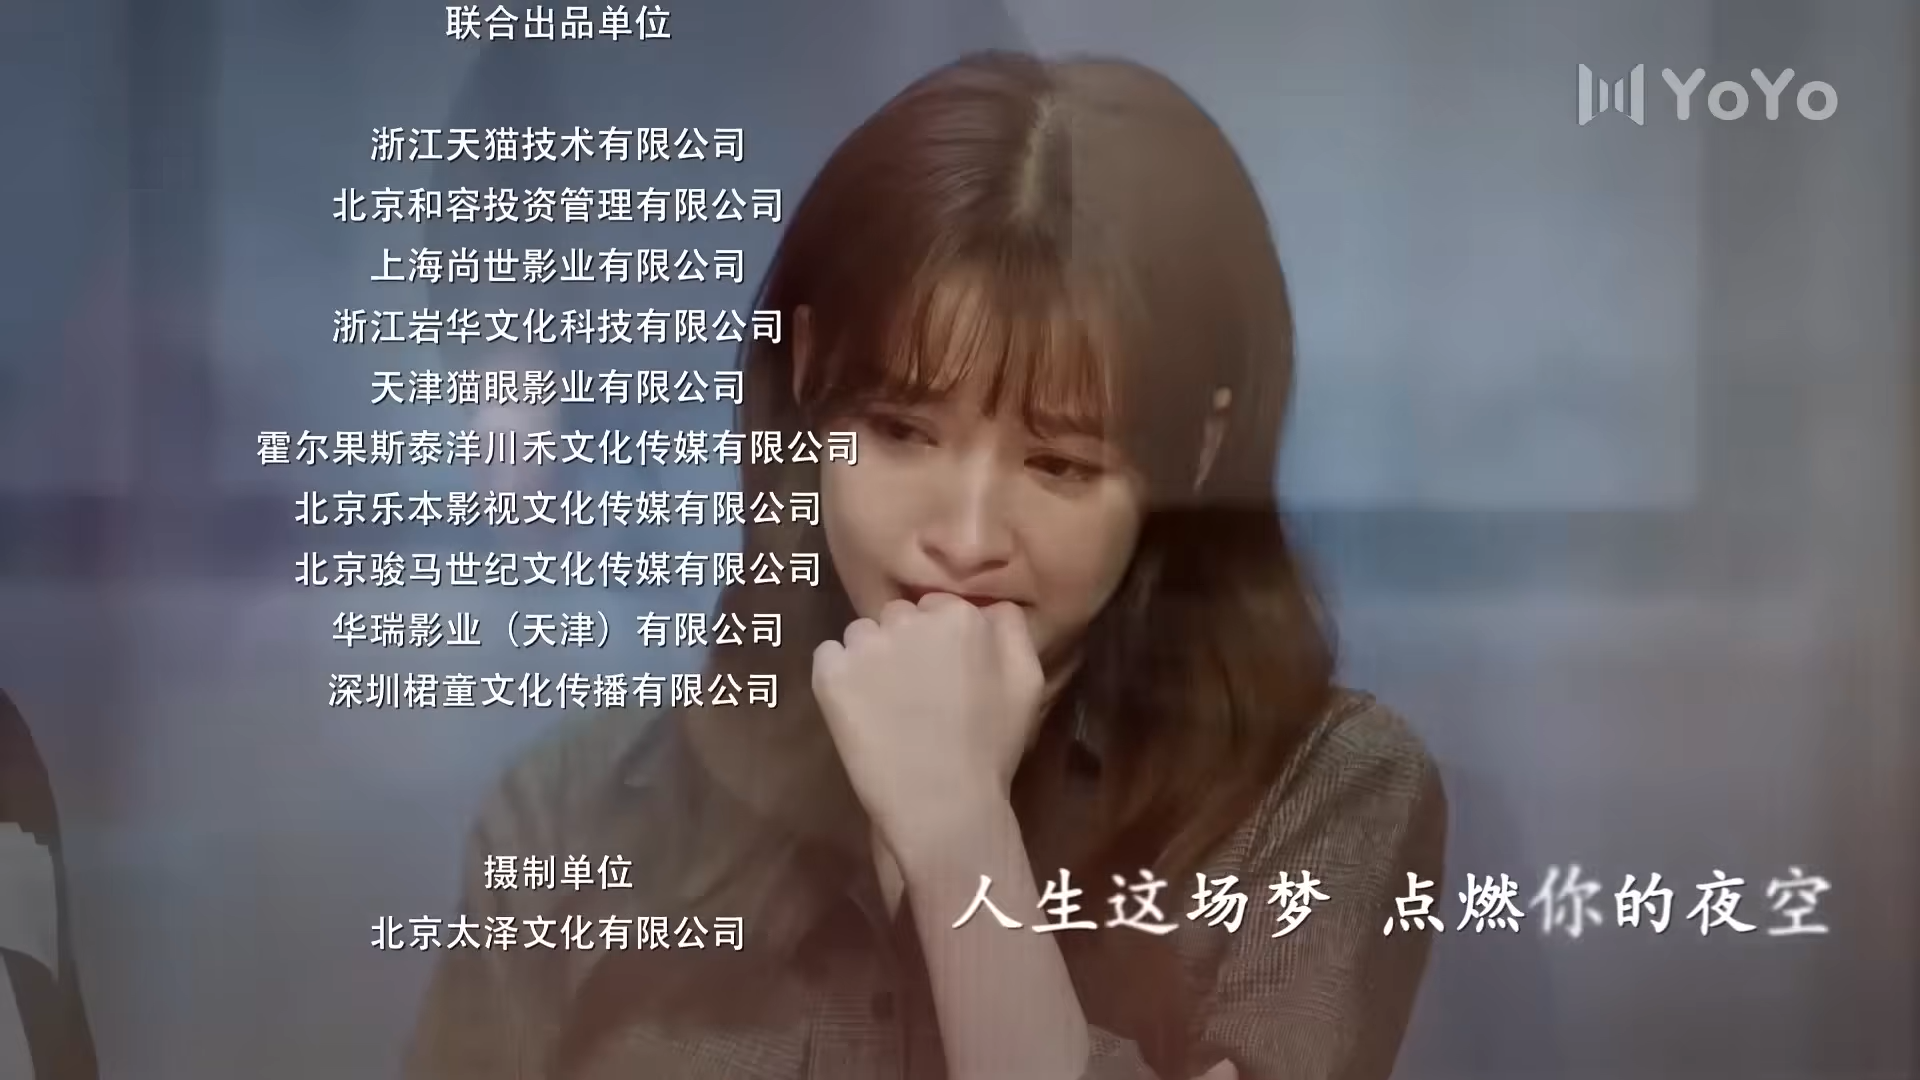 联合出品单位
YoYo
浙江天猫技术有限公司
北京和容投资管理有限公司
上海尚世影业有限公司
浙江岩华文化科技有限公司
天津猫眼影业有限公司
霍尔果斯泰洋川禾文化传媒有限公司
北京乐本影视文化传媒有限公司
北京骏马世纪文化传媒有限公司
华瑞影业（天津）有限公司
深圳桾童文化传播有限公司
摄制单位
北京太泽文化有限公司
人生这场梦 点燃你的夜空